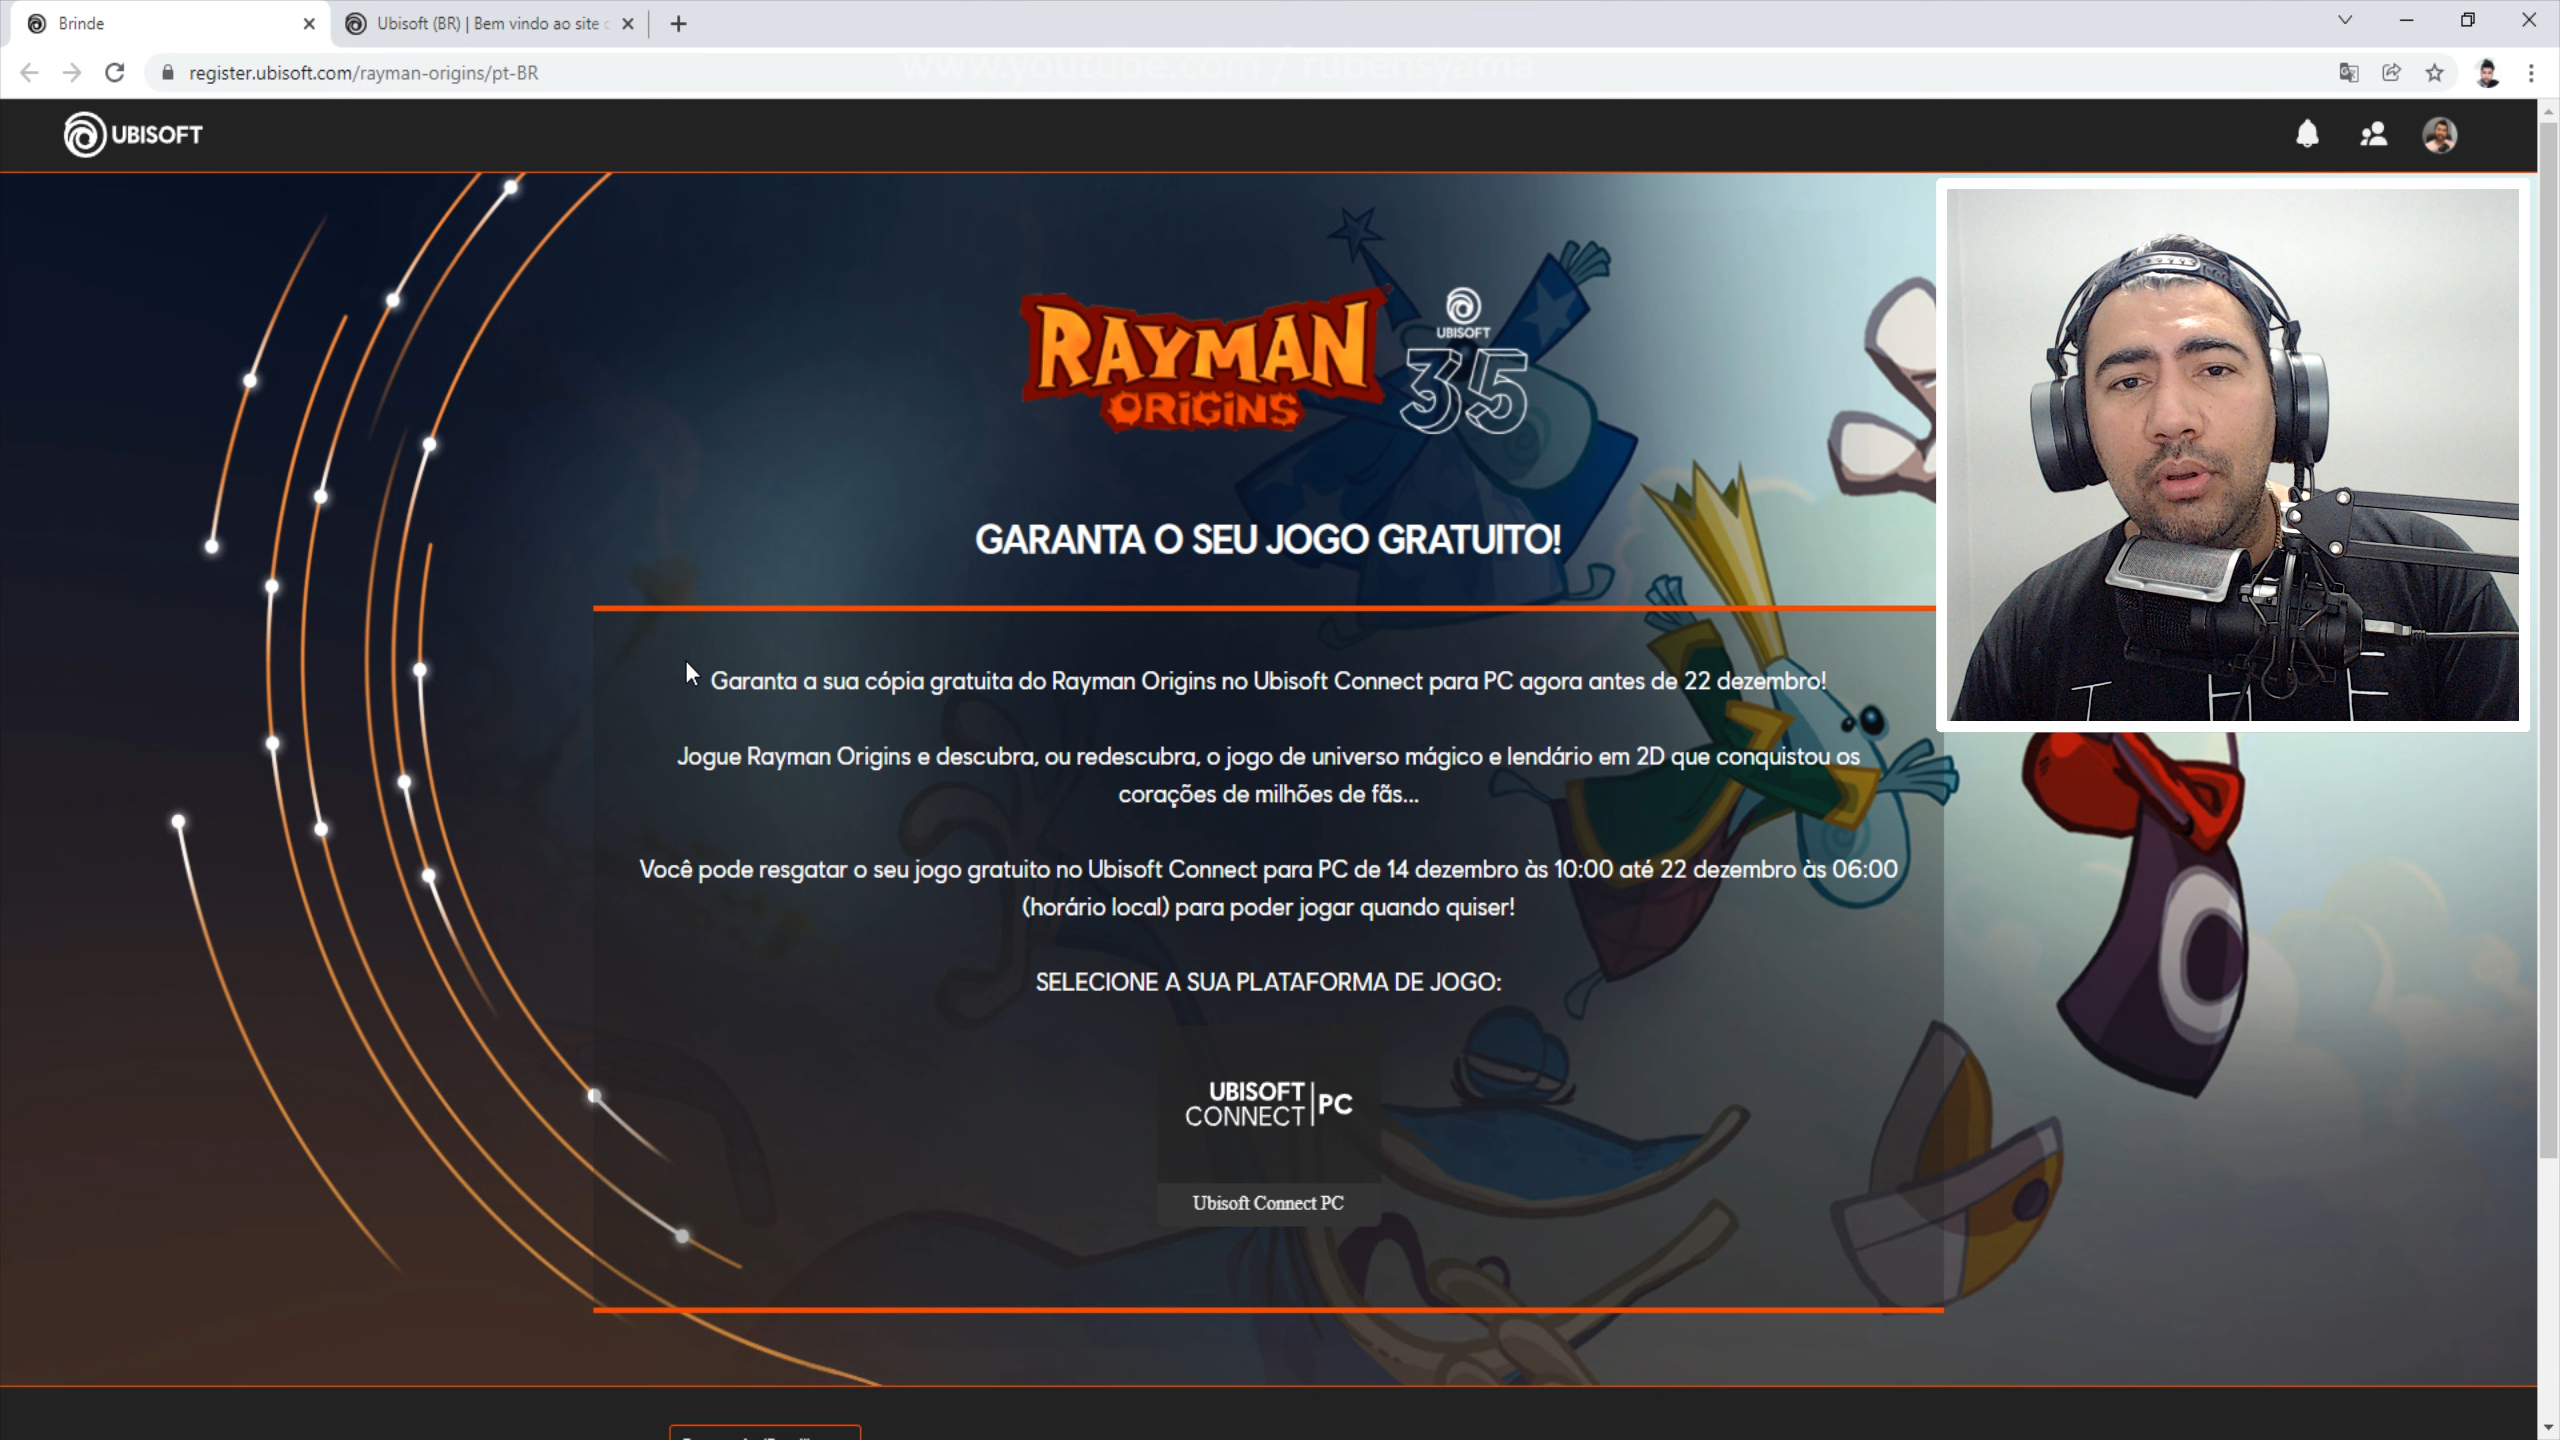 Brinde
Ubisoft (BR) | Bem vindo ao site
register.ubisoft.com/rayman-origins/pt-BR
www.youtube.com / rubensyama
UBISOFT
RAYMAN
ORIGINS
UBISOFT
35
GARANTA O SEU JOGO GRATUITO!
Garanta a sua cópia gratuita do Rayman Origins no Ubisoft Connect para PC agora antes de 22 dezembro!
Jogue Rayman Origins e descubra, ou redescubra, o jogo de universo mágico e lendário em 2D que conquistou os
corações de milhões de fãs...
Você pode resgatar o seu jogo gratuito no Ubisoft Connect para PC de 14 dezembro às 10:00 até 22 dezembro às 06:00
(horário local) para poder jogar quando quiser!
SELECIONE A SUA PLATAFORMA DE JOGO:
UBISOFT
CONNECT | PC
Ubisoft Connect PC